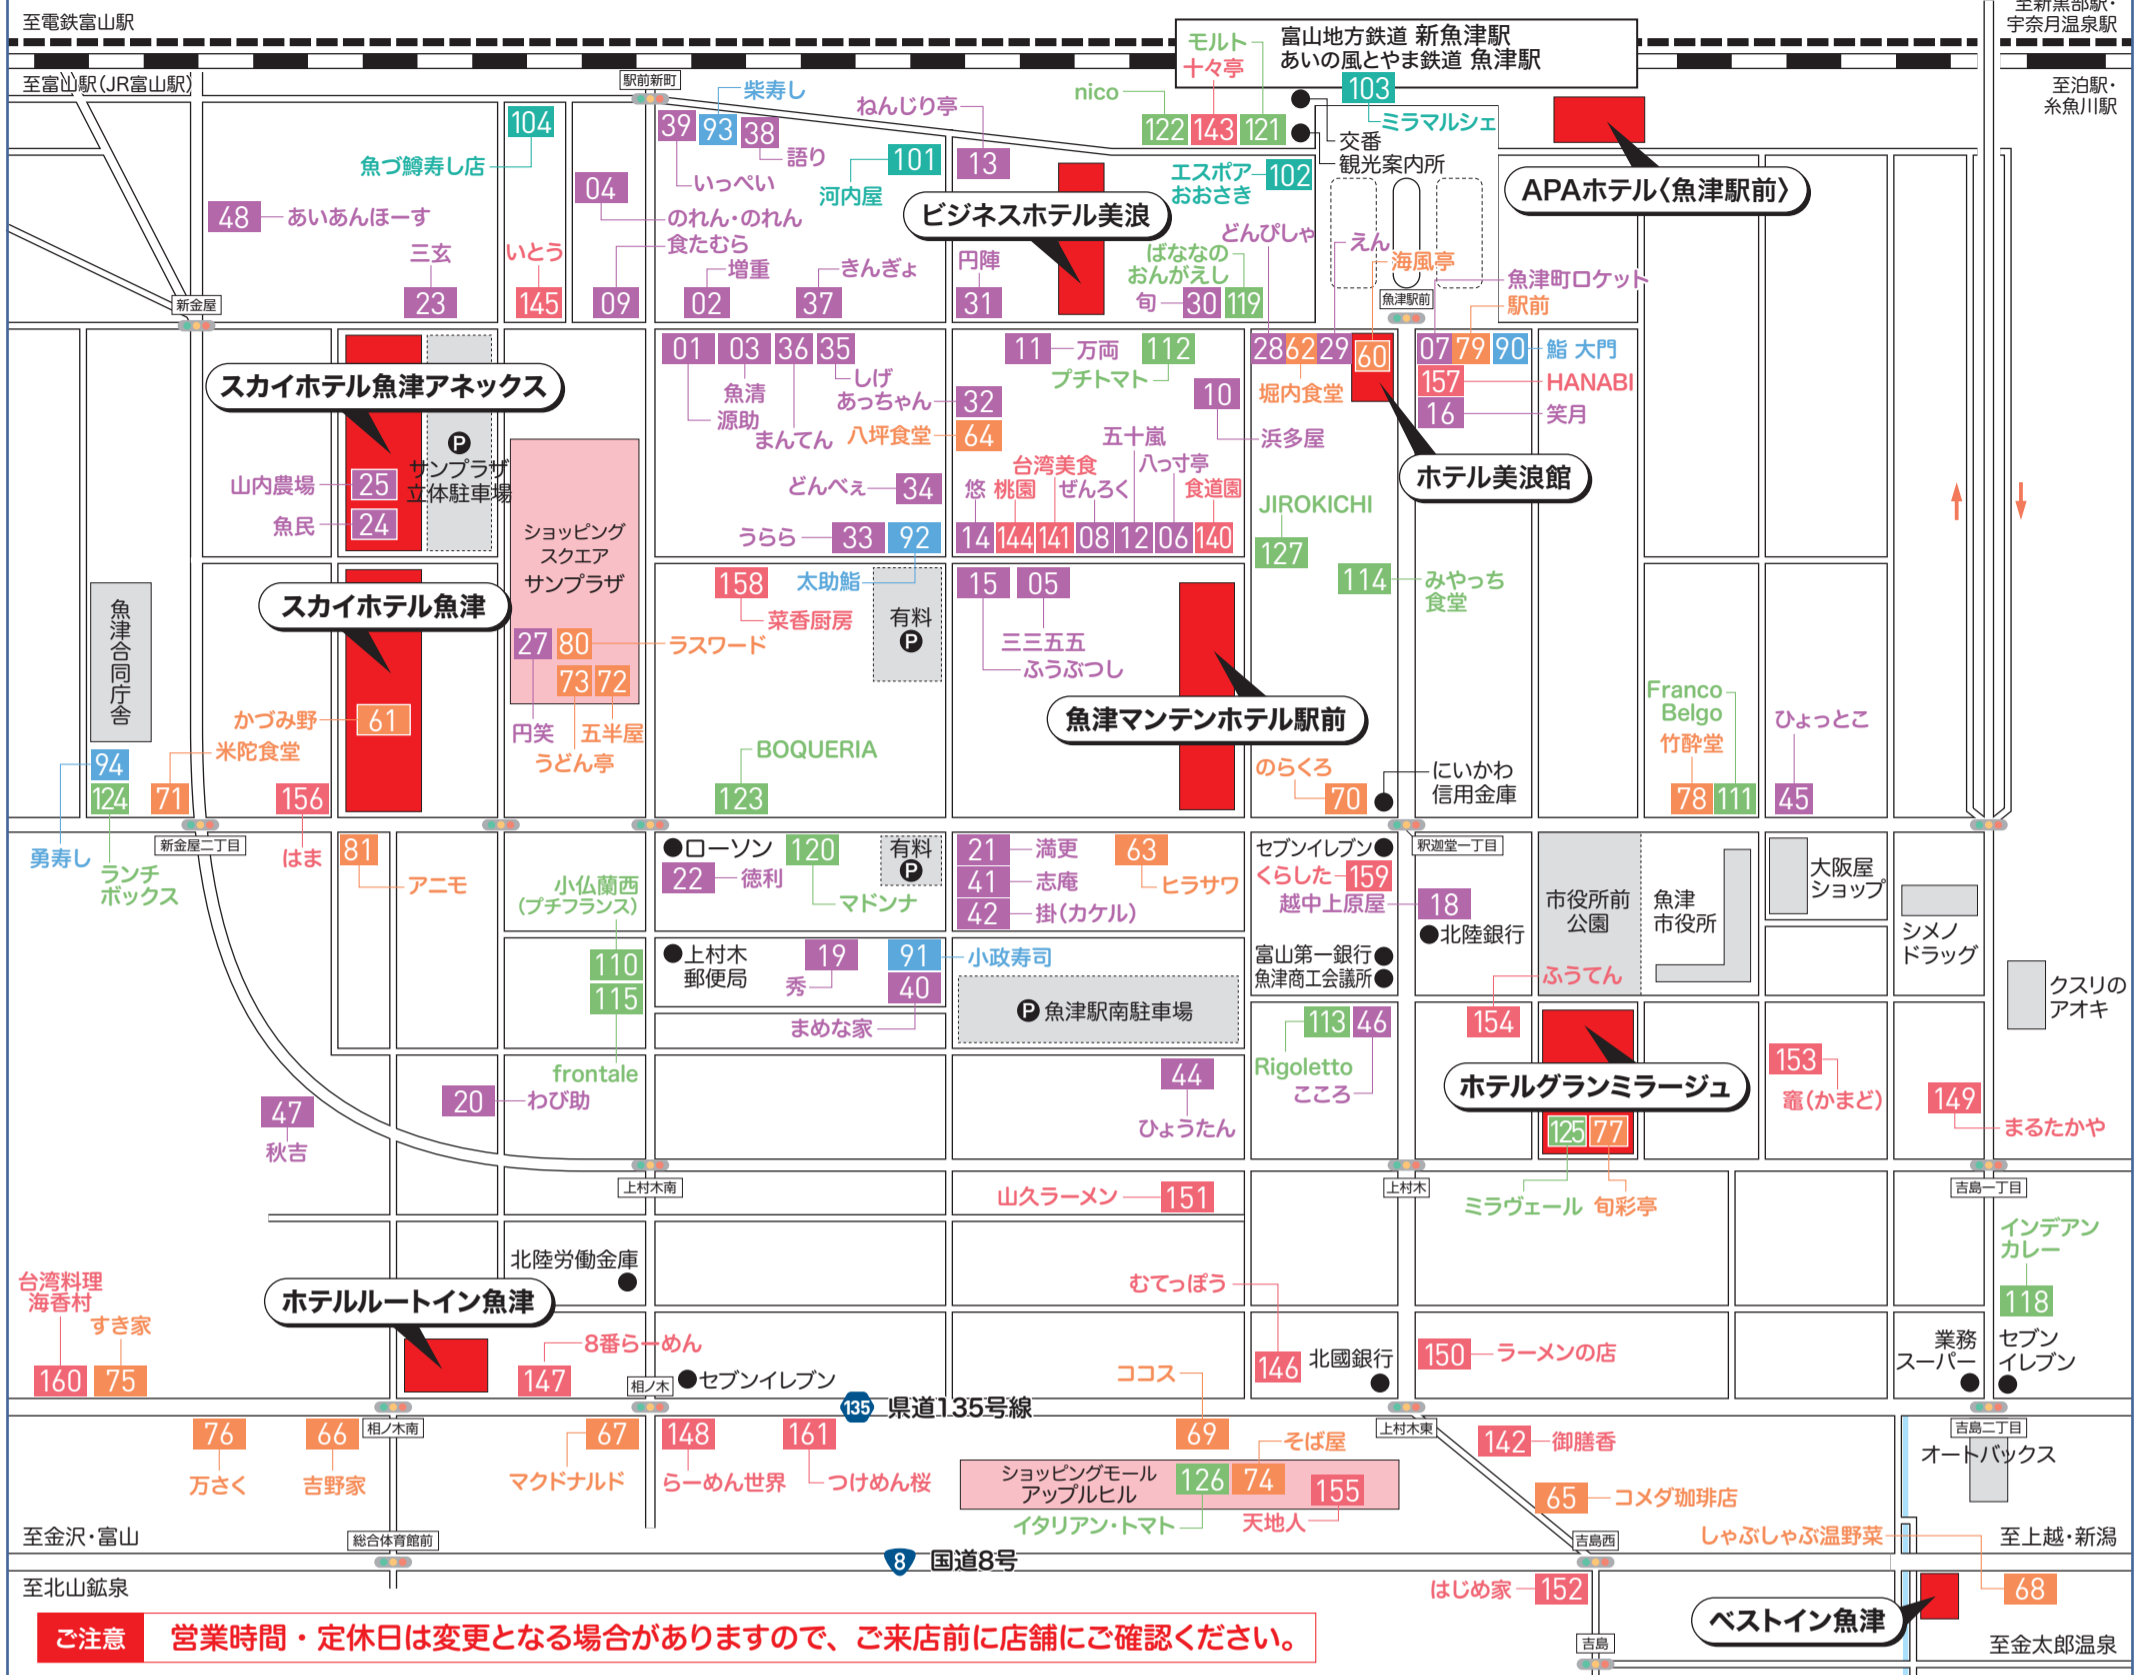 至電鉄富山駅
至新黒部駅・
宇奈月温泉駅
富山地方鉄道 新魚津駅
あいの風とやま鉄道 魚津駅
至富山駅(JR富山駅)
至泊駅・
糸魚川駅
駅前新町
モルト
十々亭
nico
122
143
121
103
ミラマルシェ
交番
観光案内所
104
魚づ鱒寿し店
39
93
38
柴寿し
語り
いっぺい
ねんじり亭
13
101
河内屋
エスポア
おおさき
102
APAホテル〈魚津駅前〉
ビジネスホテル美浪
48
あいあんほーす
04
のれん・のれん
食たむら
09
三玄
23
いとう
145
増重
02
きんぎょ
37
円陣
31
どんぴしゃ
ばななの
おんがえし
旬
30
119
えん
海風亭
魚津駅前
魚津町ロケット
駅前
新金屋
01
03
36
35
魚清
源助
まんてん
しげ
あっちゃん
32
八坪食堂
64
11
万両
112
プチトマト
10
浜多屋
28
62
29
60
堀内食堂
07
79
90
鮨 大門
157
HANABI
16
笑月
ホテル美浪館
スカイホテル魚津アネックス
P
サンプラザ
立体駐車場
山内農場
25
魚民
24
ショッピング
スクエア
サンプラザ
どんべぇ
34
うらら
33
92
太助鮨
五十嵐
台湾美食
八っ寸亭
悠
桃園
ぜんろく
食道園
14
144
141
08
12
06
140
JIROKICHI
127
114
みやっち
食堂
魚津合同庁舎
スカイホテル魚津
158
菜香厨房
有料
P
15
05
三三五五
ふうぶつし
27
80
ラスワード
73
72
円笑
五半屋
うどん亭
かづみ野
61
米陀食堂
94
124
71
156
勇寿し
ランチ
ボックス
はま
BOQUERIA
123
魚津マンテンホテル駅前
のらくろ
70
にいかわ
信用金庫
Franco
Belgo
竹酔堂
78
111
ひょっとこ
45
新金屋二丁目
81
アニモ
小仏蘭西
(プチフランス)
110
115
frontale
ローソン
22
徳利
120
マドンナ
有料
P
21
満更
41
志庵
42
掛(カケル)
63
ヒラサワ
セブンイレブン
くらした
159
越中上原屋
18
釈迦堂一丁目
北陸銀行
市役所前
公園
魚津
市役所
大阪屋
ショップ
シメノ
ドラッグ
クスリの
アオキ
上村木
郵便局
19
秀
91
小政寿司
40
まめな家
P
魚津駅南駐車場
富山第一銀行
魚津商工会議所
ふうてん
154
113
46
Rigoletto
こころ
ホテルグランミラージュ
125
77
ミラヴェール
旬彩亭
153
竈(かまど)
149
まるたかや
47
秋吉
20
わび助
44
ひょうたん
上村木南
上村木
吉島一丁目
山久ラーメン
151
インデアン
カレー
118
北陸労働金庫
ホテルルートイン魚津
台湾料理
海香村
すき家
160
75
8番らーめん
147
相ノ木
セブンイレブン
むてっぽう
146
北國銀行
150
ラーメンの店
ココス
業務
スーパー
セブン
イレブン
135
県道135号線
76
万さく
66
吉野家
相ノ木南
67
マクドナルド
148
らーめん世界
161
つけめん桜
69
そば屋
ショッピングモール
アップルヒル
126
74
155
イタリアン・トマト
天地人
上村木東
142
御膳香
65
コメダ珈琲店
吉島二丁目
オートバックス
しゃぶしゃぶ温野菜
68
至金沢・富山
総合体育館前
8
国道8号
吉島西
至上越・新潟
至北山鉱泉
はじめ家
152
ベストイン魚津
吉島
至金太郎温泉
ご注意
営業時間・定休日は変更となる場合がありますので、ご来店前に店舗にご確認ください。